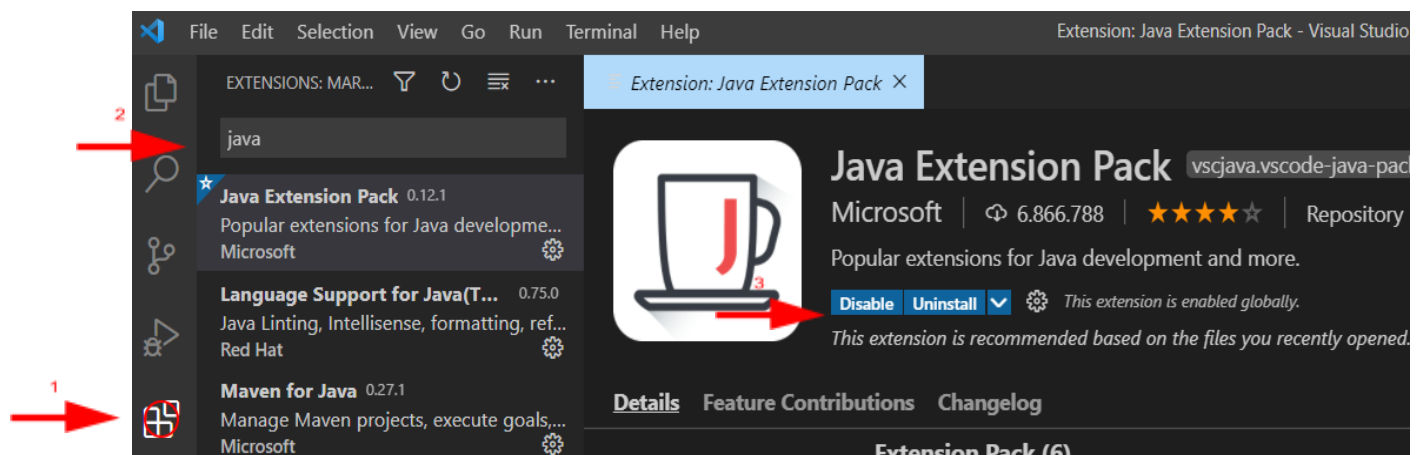 File Edit Selection View Go Run Terminal Help
Extension: Java Extension Pack - Visual Studio
EXTENSIONS: MAR...
Extension: Java Extension Pack
2
java
Java Extension Pack 0.12.1
Popular extensions for Java developme...
Microsoft
Language Support for Java(T... 0.75.0
Java Linting, Intellisense, formatting, ref...
Red Hat
Maven for Java 0.27.1
Manage Maven projects, execute goals,...
Microsoft
1
J
Java Extension Pack vscjava.vscode-java-pack
Microsoft 6.866.788 Repository
Popular extensions for Java development and more.
3
Disable Uninstall This extension is enabled globally.
This extension is recommended based on the files you recently opened.
Details Feature Contributions Changelog
Extension Pack (6)